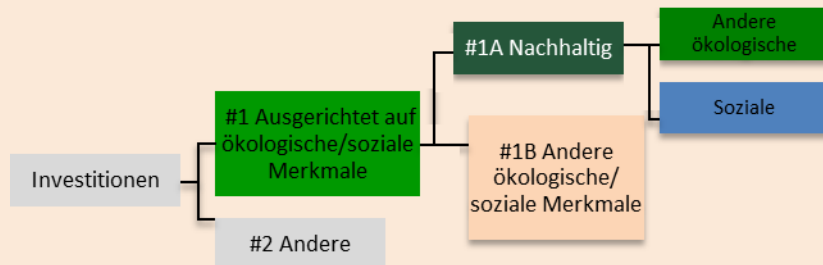 Investitionen
#1 Ausgerichtet auf
ökologische/soziale
Merkmale
#2 Andere
#1A Nachhaltig
#1B Andere
ökologische/
soziale Merkmale
Andere
ökologische
Soziale